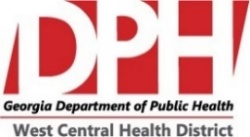 DPH
Georgia Department of Public Health
West Central Health District